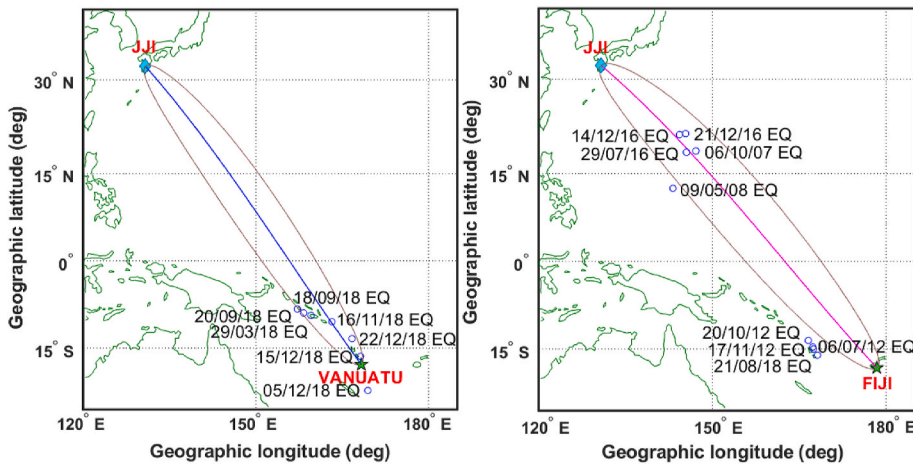 JJI
30° N
15° N
0°
15° S
18/09/18 EQ
20/09/18 EQ
16/11/18 EQ
29/03/18 EQ
22/12/18 EQ
15/12/18 EQ
VANUATU
05/12/18 EQ
120° E
150° E
180° E
Geographic longitude (deg)
Geographic latitude (deg)
JJI
30° N
15° N
0°
15° S
14/12/16 EQ
21/12/16 EQ
29/07/16 EQ
06/10/07 EQ
09/05/08 EQ
20/10/12 EQ
17/11/12 EQ
06/07/12 EQ
21/08/18 EQ
FIJI
120° E
150° E
180° E
Geographic longitude (deg)
Geographic latitude (deg)